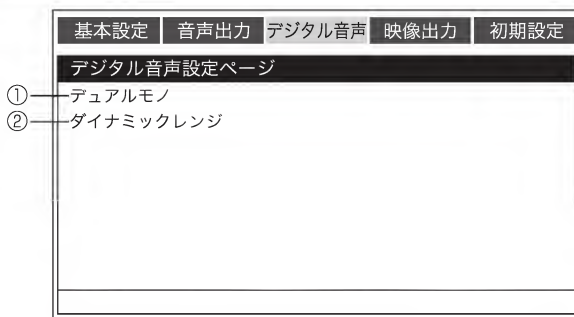 基本設定 音声出力 デジタル音声 映像出力 初期設定
デジタル音声設定ページ
① デュアルモノ
② ダイナミックレンジ